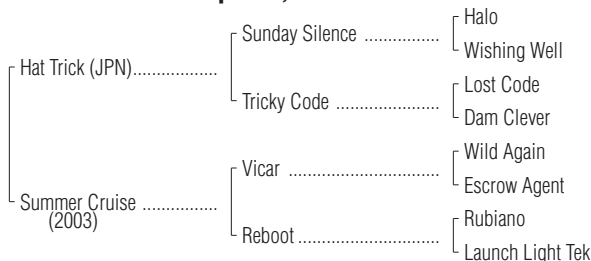 Halo
Sunday Silence ................
Wishing Well
Hat Trick (JPN)..................
Lost Code
Tricky Code ......................
Dam Clever
Wild Again
Vicar ................................
Escrow Agent
Summer Cruise ................
(2003)
Rubiano
Reboot..............................
Launch Light Tek